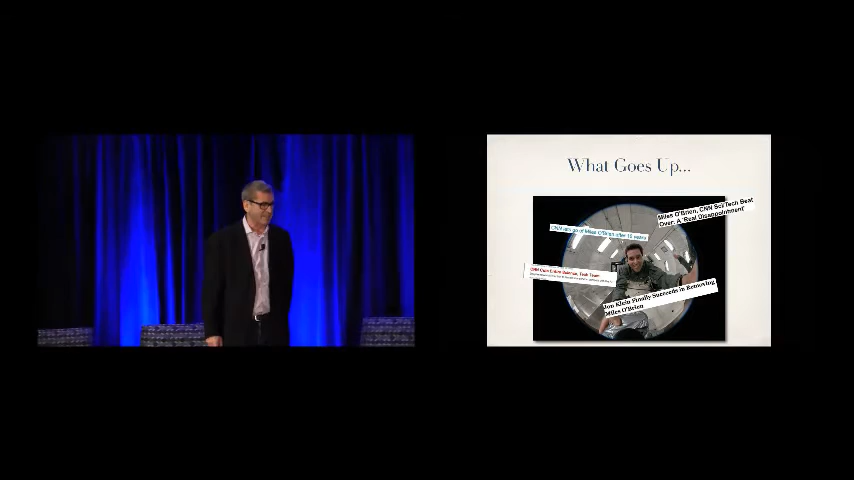 What Goes Up...
Miles O'Brien, CNN Sci/Tech Beat
Over: A 'Real Disappointment'
CNN lets go of Miles O'Brien after 16 years
CNN Cuts Entire Science, Tech Team
Jon Klein Finally Succeeds in Removing
Miles O'Brien